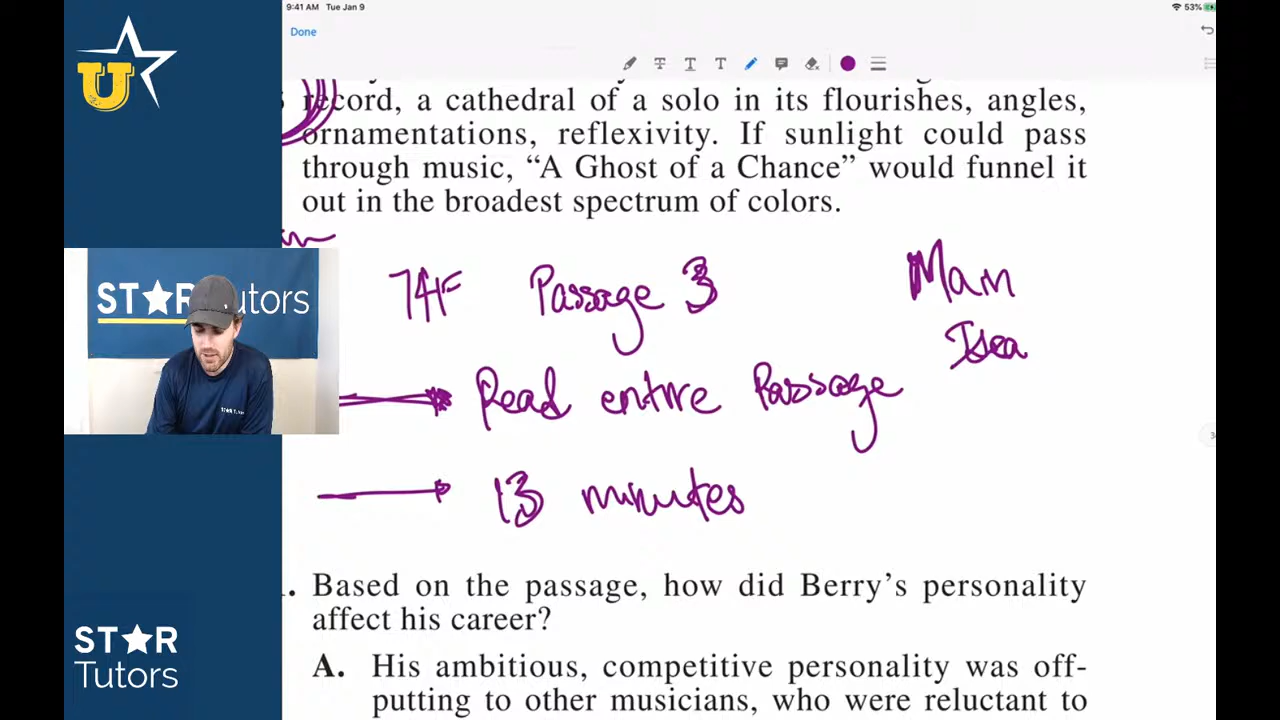 9:41 AM Tue Jan 9
53%
Done
U
record, a cathedral of a solo in its flourishes, angles,
ornamentations, reflexivity. If sunlight could pass
through music, “A Ghost of a Chance” would funnel it
out in the broadest spectrum of colors.
74F Passage 3
Main
Idea
Read entire Passage
13 minutes
STAR Tutors
Based on the passage, how did Berry’s personality
affect his career?
A. His ambitious, competitive personality was off-
putting to other musicians, who were reluctant to
STAR
Tutors